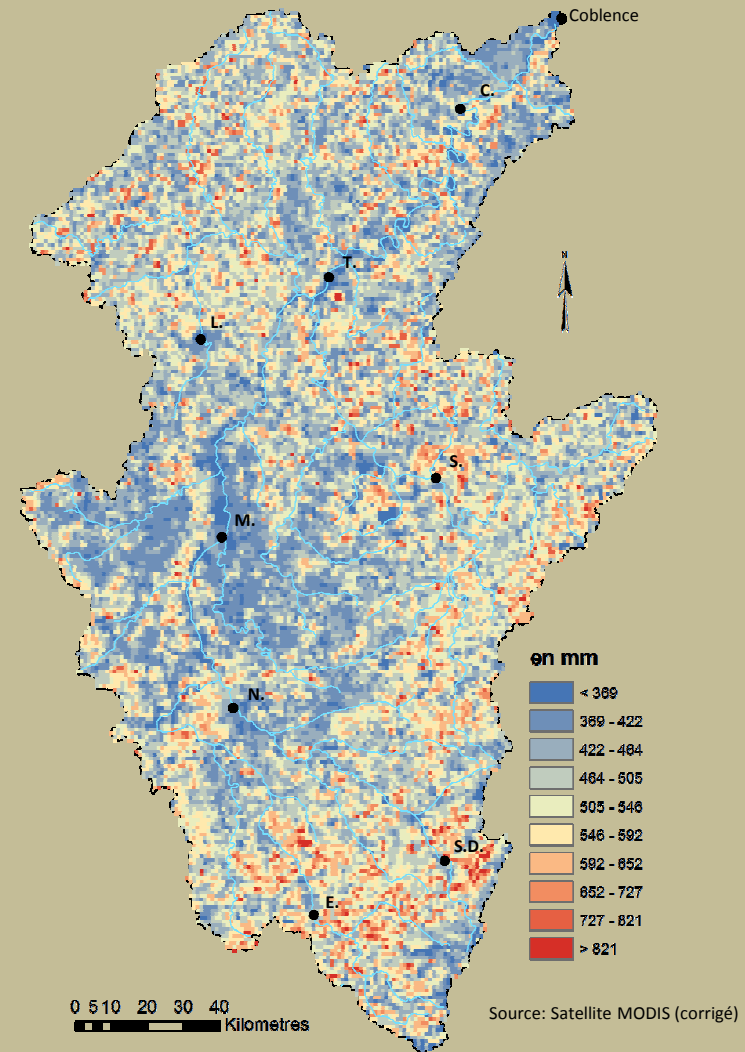 Coblence
C.
N
T.
L.
S.
M.
en mm
< 369
369 - 422
422 - 464
464 - 505
505 - 546
546 - 592
592 - 652
652 - 727
727 - 821
> 821
N.
S.D.
E.
0 5 10 20 30 40
Kilometres
Source: Satellite MODIS (corrigé)